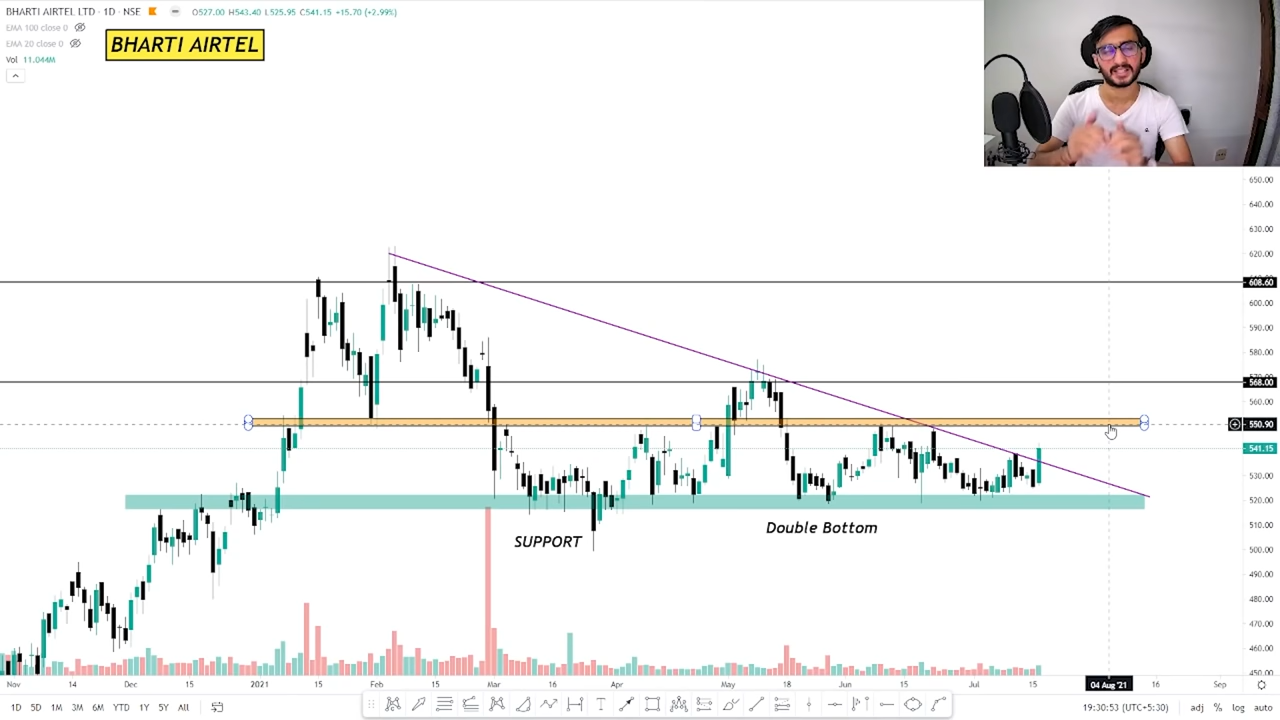 BHARTI AIRTEL LTD · 1D · NSE O527.00 H543.40 L525.95 C541.15 +15.70 (+2.99%)
EMA 100 close 0
EMA 20 close 0
Vol 11.044M
BHARTI AIRTEL
650.00
640.00
630.00
620.00
608.60
600.00
590.00
580.00
568.00
560.00
550.90
541.15
530.00
520.00
510.00
500.00
490.00
480.00
470.00
460.00
450.00
SUPPORT
Double Bottom
Nov 14 Dec 15 2021 15 Feb 16 Mar 16 Apr 15 May 18 Jun 15 Jul 15 04 Aug '21 16 Sep
1D 5D 1M 3M 6M YTD 1Y 5Y All
19:30:53 (UTC+5:30) adj % log auto